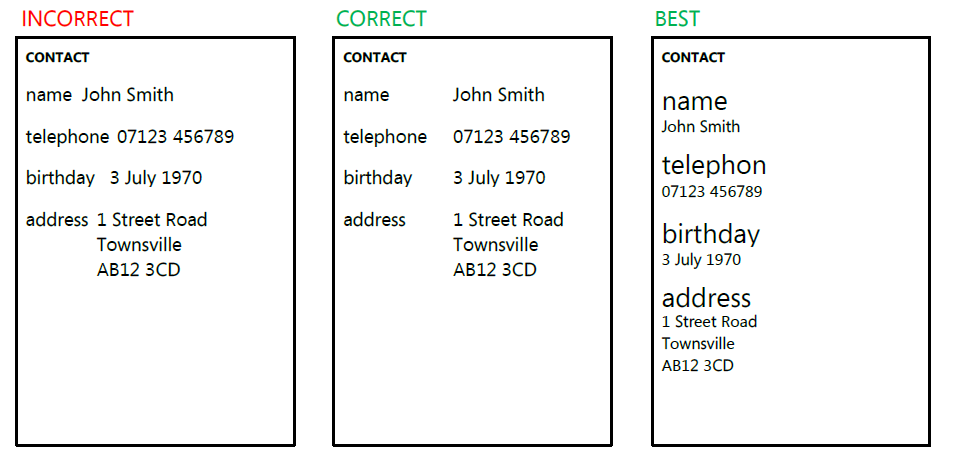 INCORRECT
CONTACT
name John Smith
telephone 07123 456789
birthday 3 July 1970
address 1 Street Road
Townsville
AB12 3CD
CORRECT
CONTACT
name John Smith
telephone 07123 456789
birthday 3 July 1970
address 1 Street Road
Townsville
AB12 3CD
BEST
CONTACT
name
John Smith
telephon
07123 456789
birthday
3 July 1970
address
1 Street Road
Townsville
AB12 3CD